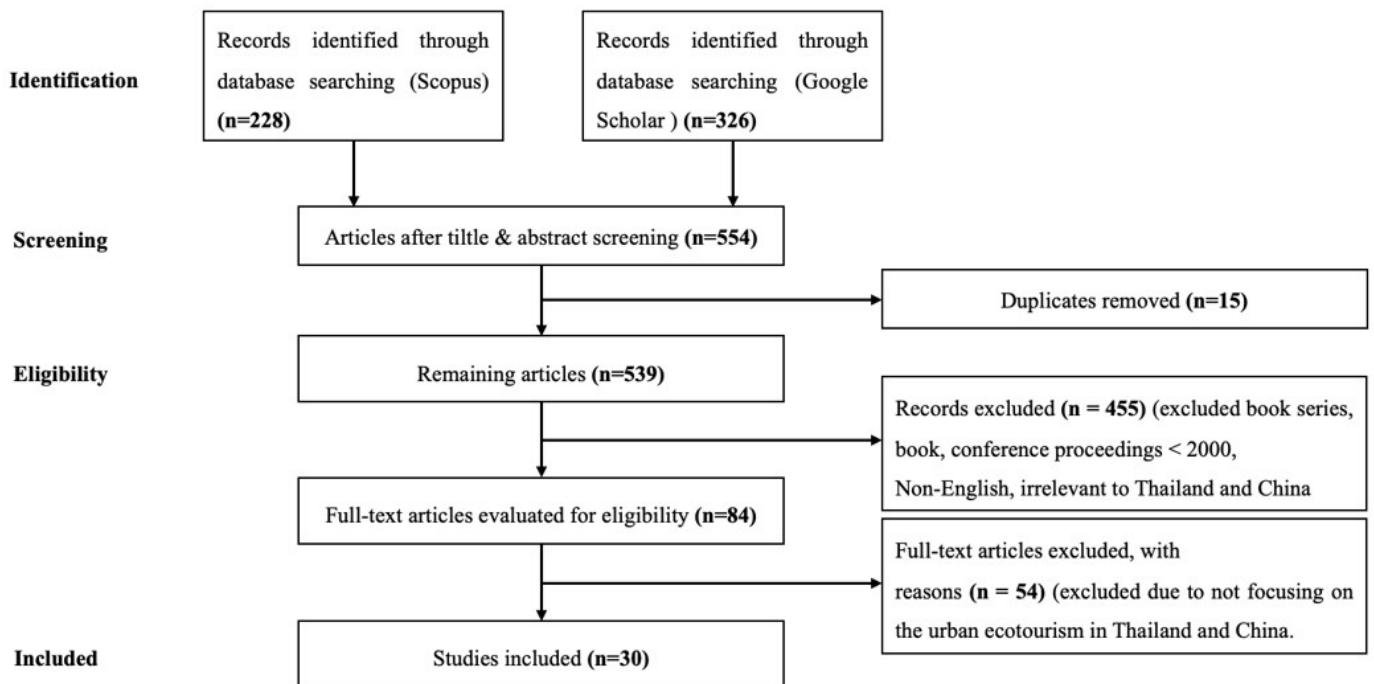 Identification
Records identified through
database searching (Scopus)
(n=228)
Records identified through
database searching (Google
Scholar ) (n=326)
Screening
Articles after tiltle & abstract screening (n=554)
Duplicates removed (n=15)
Eligibility
Remaining articles (n=539)
Records excluded (n = 455) (excluded book series,
book, conference proceedings < 2000,
Non-English, irrelevant to Thailand and China
Full-text articles evaluated for eligibility (n=84)
Full-text articles excluded, with
reasons (n = 54) (excluded due to not focusing on
the urban ecotourism in Thailand and China.
Included
Studies included (n=30)